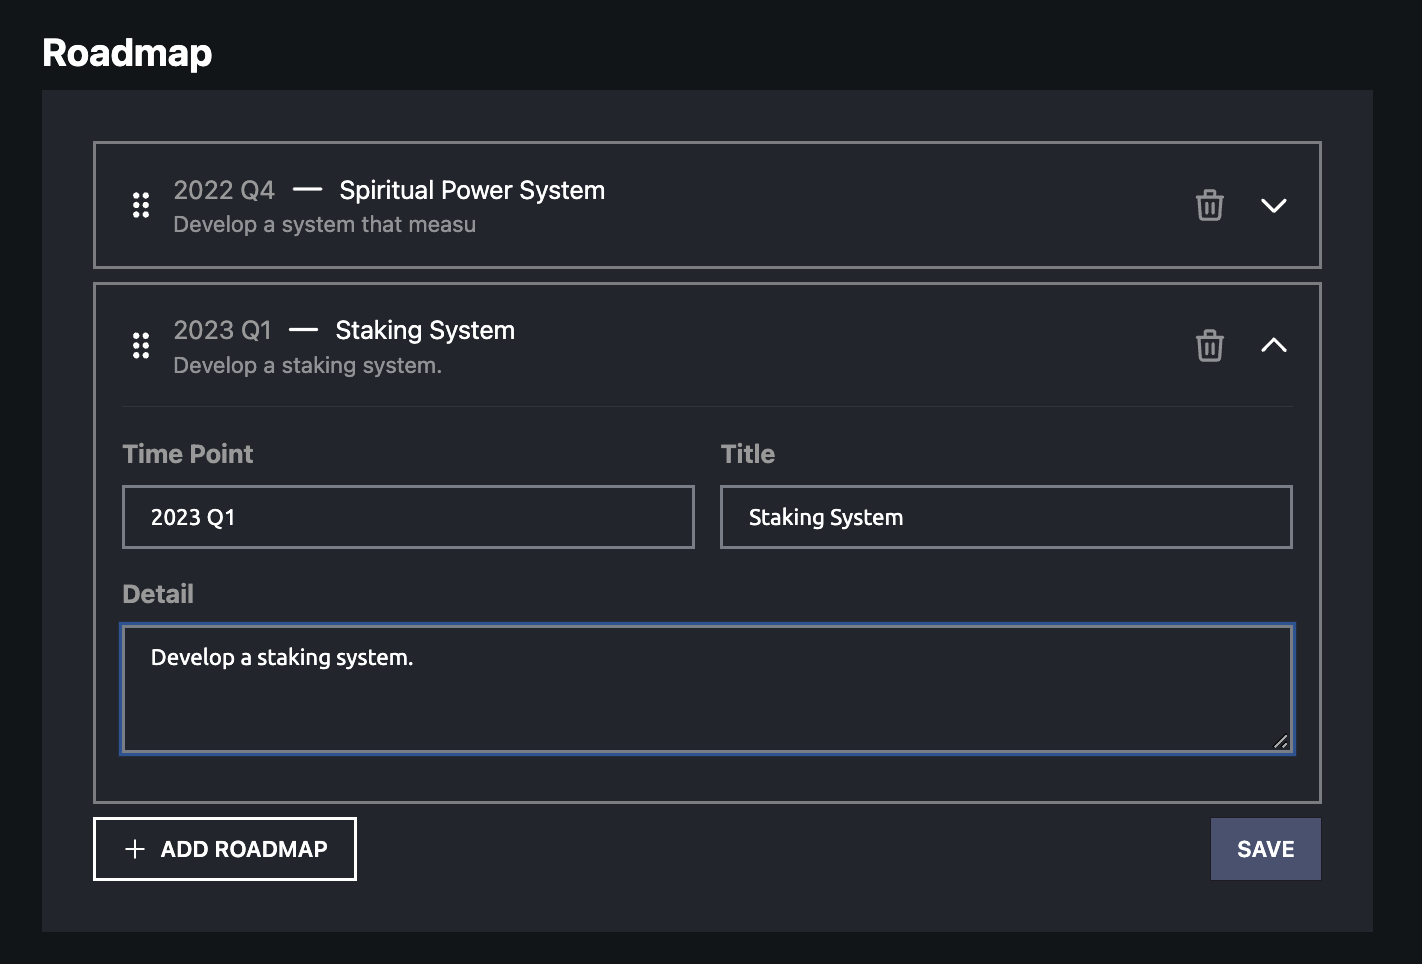 Roadmap
2022 Q4 — Spiritual Power System
Develop a system that measu
2023 Q1 — Staking System
Develop a staking system.
Time Point
Title
2023 Q1
Staking System
Detail
Develop a staking system.
+ ADD ROADMAP
SAVE